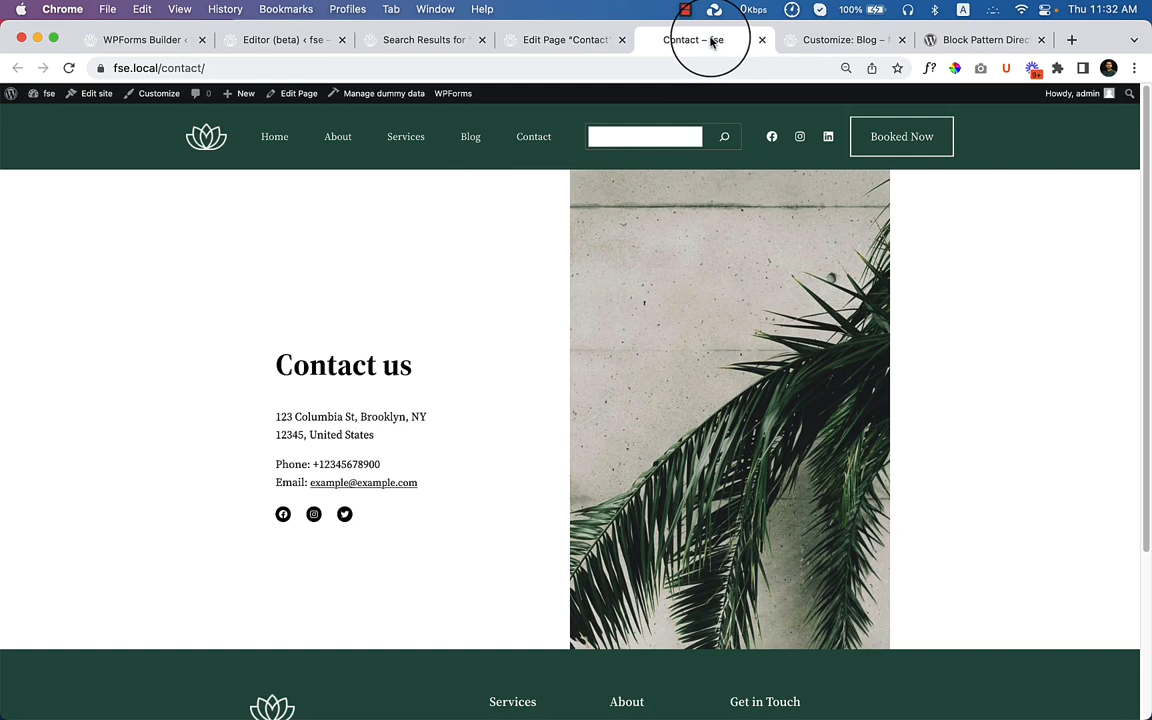 Chrome File Edit View History Bookmarks Profiles Tab Window Help 0Kbps 100% A Thu 11:32 AM
WPForms Builder ‹ Editor (beta) ‹ fse – Search Results for Edit Page “Contact” Contact – fse Customize: Blog – Block Pattern Direc
fse.local/contact/ f? U 9+
fse Edit site Customize 0 New Edit Page Manage dummy data WPForms Howdy, admin
Home About Services Blog Contact Booked Now
Contact us
123 Columbia St, Brooklyn, NY
12345, United States
Phone: +12345678900
Email: example@example.com
Services About Get in Touch